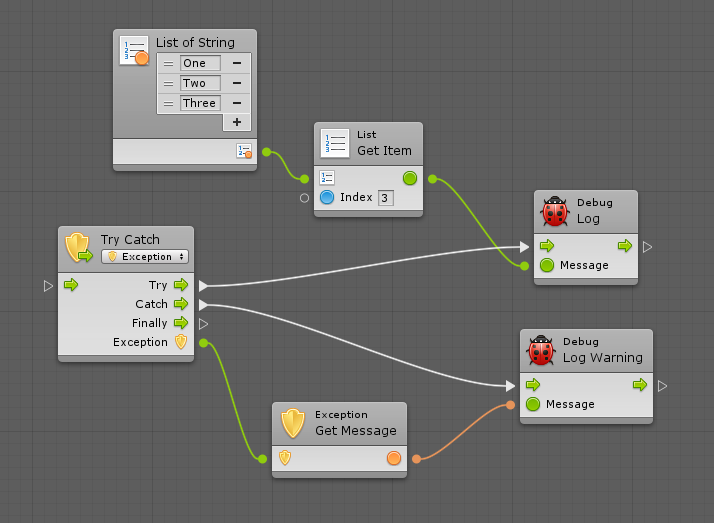 List of String
One
Two
Three
List
Get Item
Index 3
Debug
Log
Message
Try Catch
Exception
Try
Catch
Finally
Exception
Debug
Log Warning
Message
Exception
Get Message